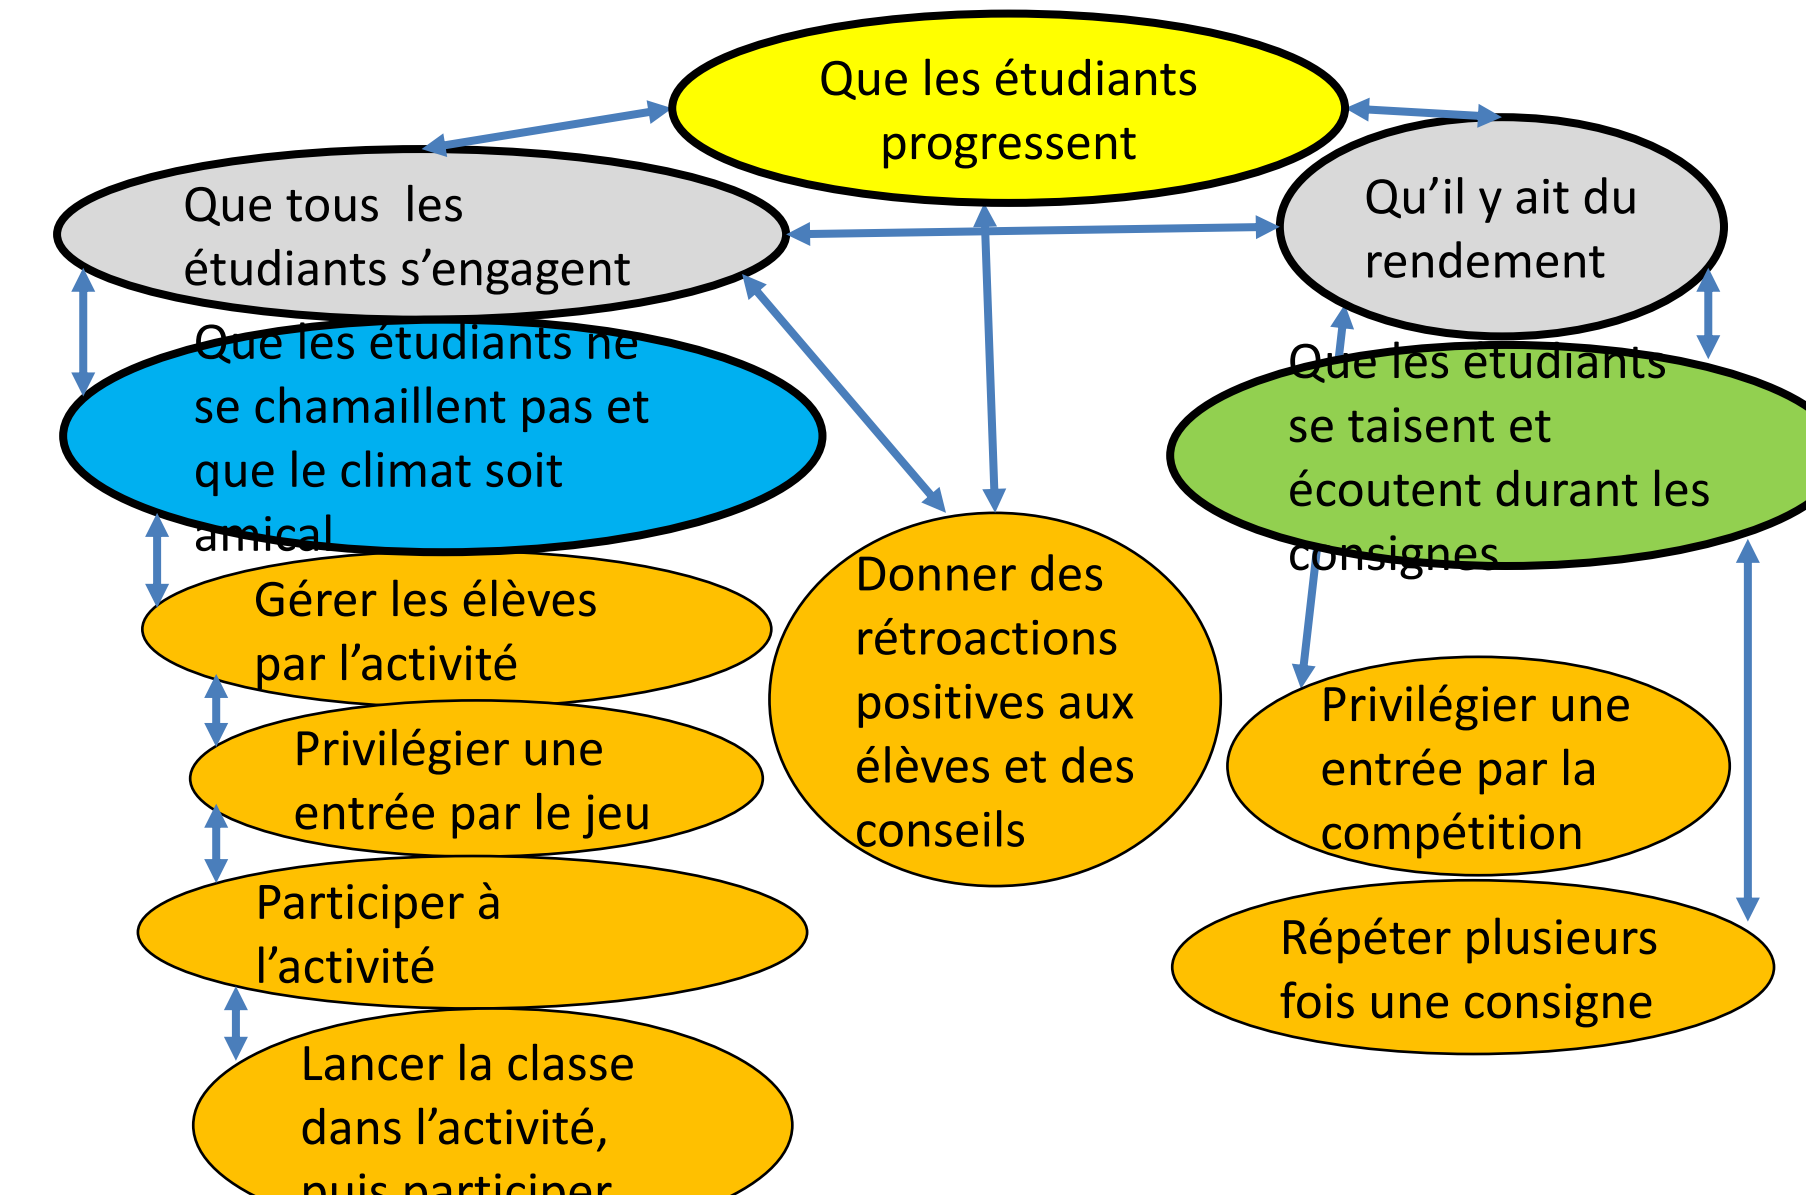 Que les étudiants
progressent
Que tous  les
étudiants s’engagent
Qu’il y ait du
rendement
Que les étudiants ne
se chamaillent pas et
que le climat soit
amical
Que les étudiants
se taisent et
écoutent durant les
consignes
Gérer les élèves
par l’activité
Privilégier une
entrée par le jeu
Participer à
l’activité
Lancer la classe
dans l’activité,
puis participer
Donner des
rétroactions
positives aux
élèves et des
conseils
Privilégier une
entrée par la
compétition
Répéter plusieurs
fois une consigne